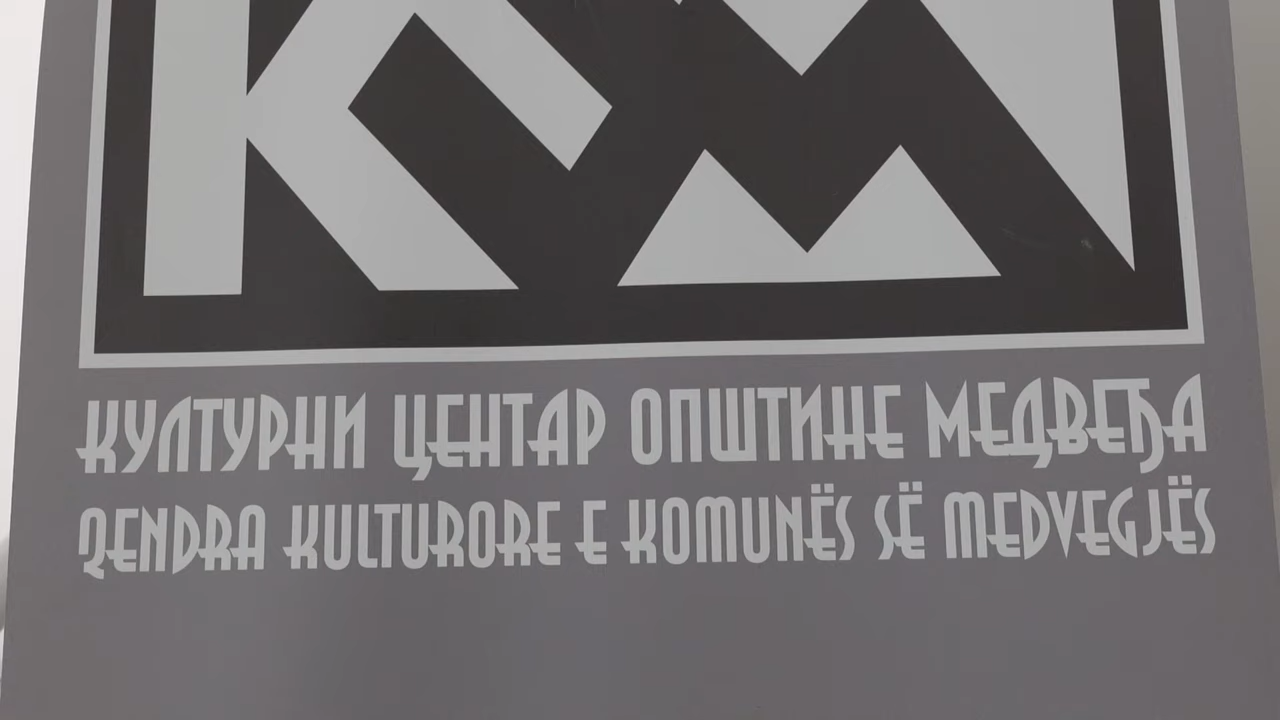 КУЛТУРНИ ЦЕНТАР ОПШТИНЕ МЕДВЕЂА
QENDRA KULTURORE E KOMUNËS SË MEDVEGJËS